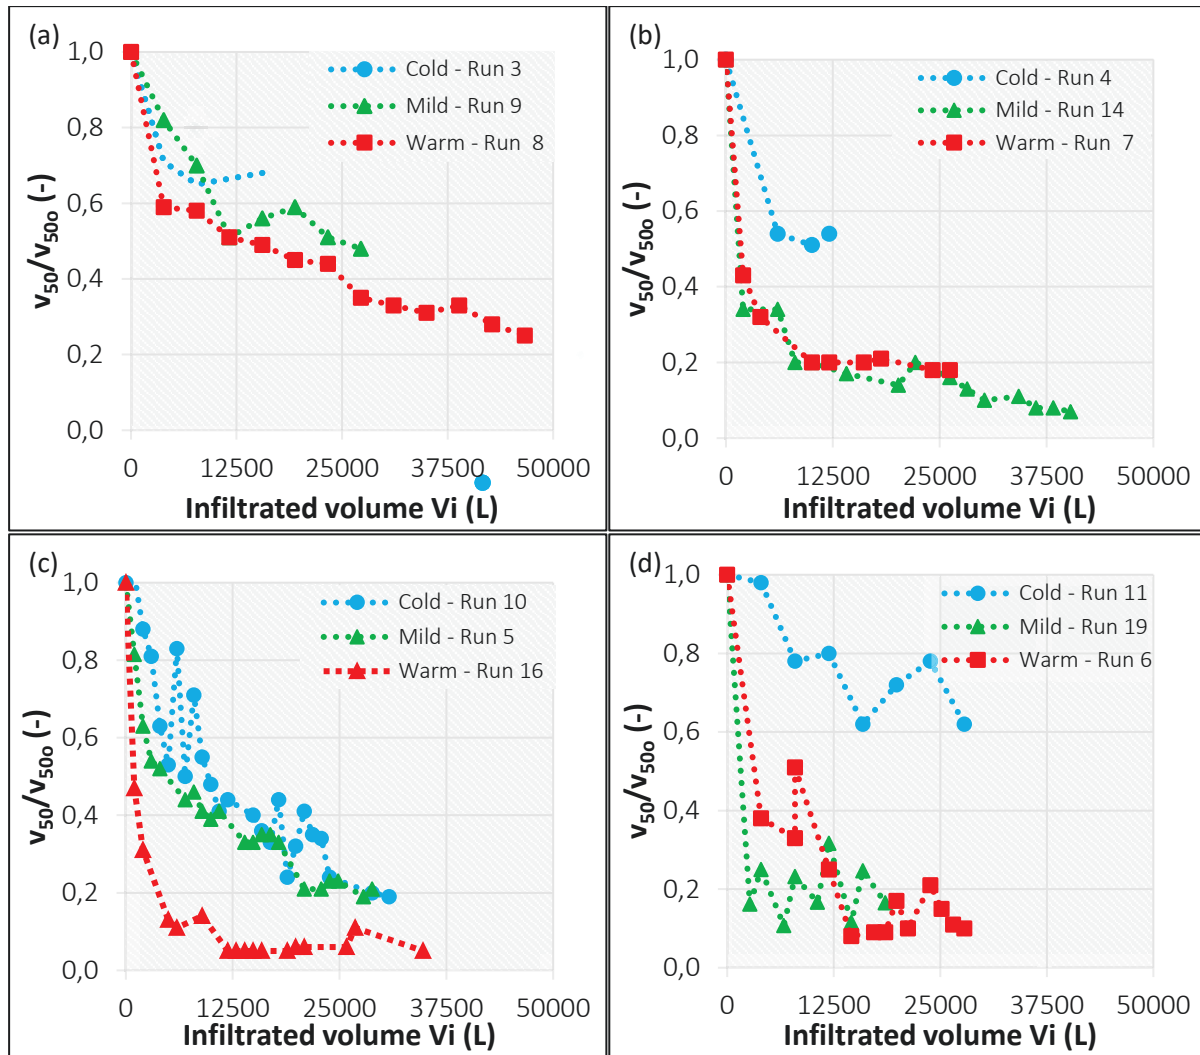 (a)
v50/v50o (-)
1,0
0,8
0,6
0,4
0,2
0,0
Cold - Run 3
Mild - Run 9
Warm - Run 8
0 12500 25000 37500 50000
Infiltrated volume Vi (L)
(b)
v50/v50o (-)
1,0
0,8
0,6
0,4
0,2
0,0
Cold - Run 4
Mild - Run 14
Warm - Run 7
0 12500 25000 37500 50000
Infiltrated volume Vi (L)
(c)
v50/v50o (-)
1,0
0,8
0,6
0,4
0,2
0,0
Cold - Run 10
Mild - Run 5
Warm - Run 16
0 12500 25000 37500 50000
Infiltrated volume Vi (L)
(d)
v50/v50o (-)
1,0
0,8
0,6
0,4
0,2
0,0
Cold - Run 11
Mild - Run 19
Warm - Run 6
0 12500 25000 37500 50000
Infiltrated volume Vi (L)